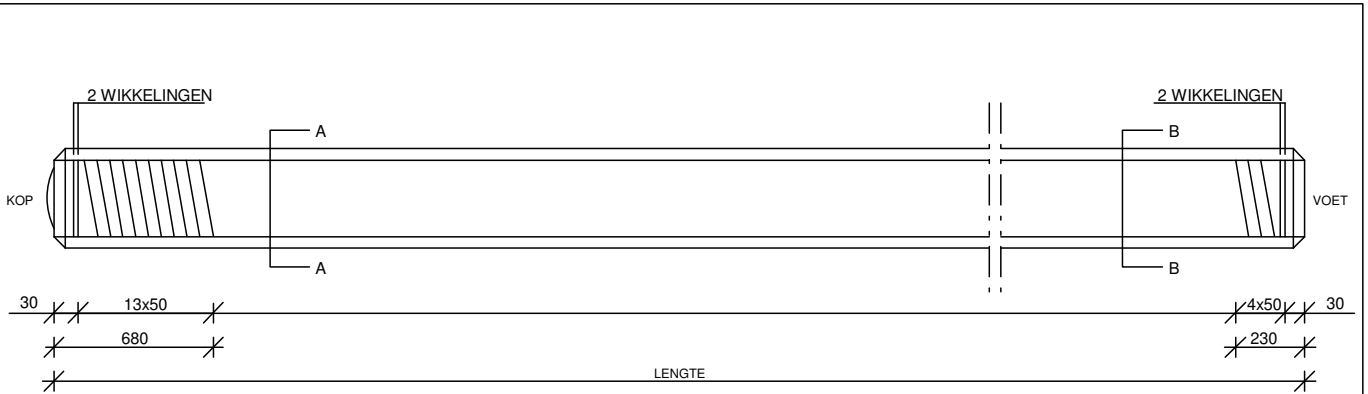 2 WIKKELINGEN
2 WIKKELINGEN
A
B
KOP
VOET
A
B
30
13x50
4x50
30
680
230
LENGTE